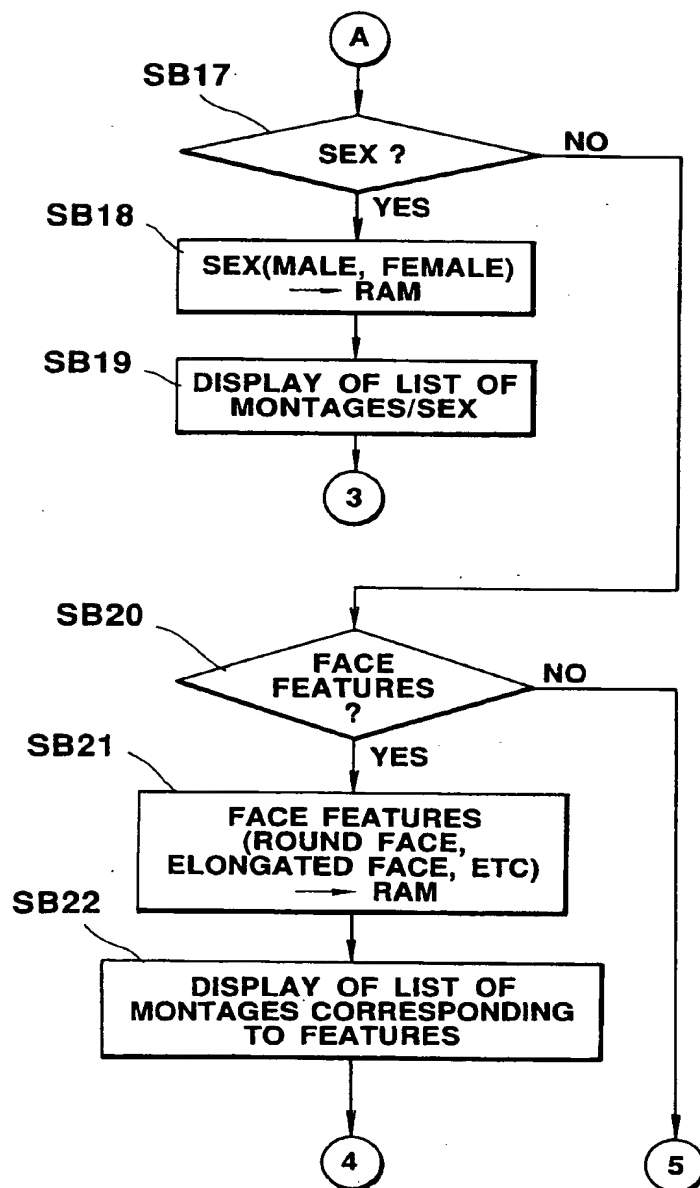 A
SB17
SEX ?
NO
YES
SB18
SEX(MALE, FEMALE)
→ RAM
SB19
DISPLAY OF LIST OF
MONTAGES/SEX
3
SB20
FACE
FEATURES
?
NO
YES
SB21
FACE FEATURES
(ROUND FACE,
ELONGATED FACE, ETC)
→ RAM
SB22
DISPLAY OF LIST OF
MONTAGES CORRESPONDING
TO FEATURES
4
5